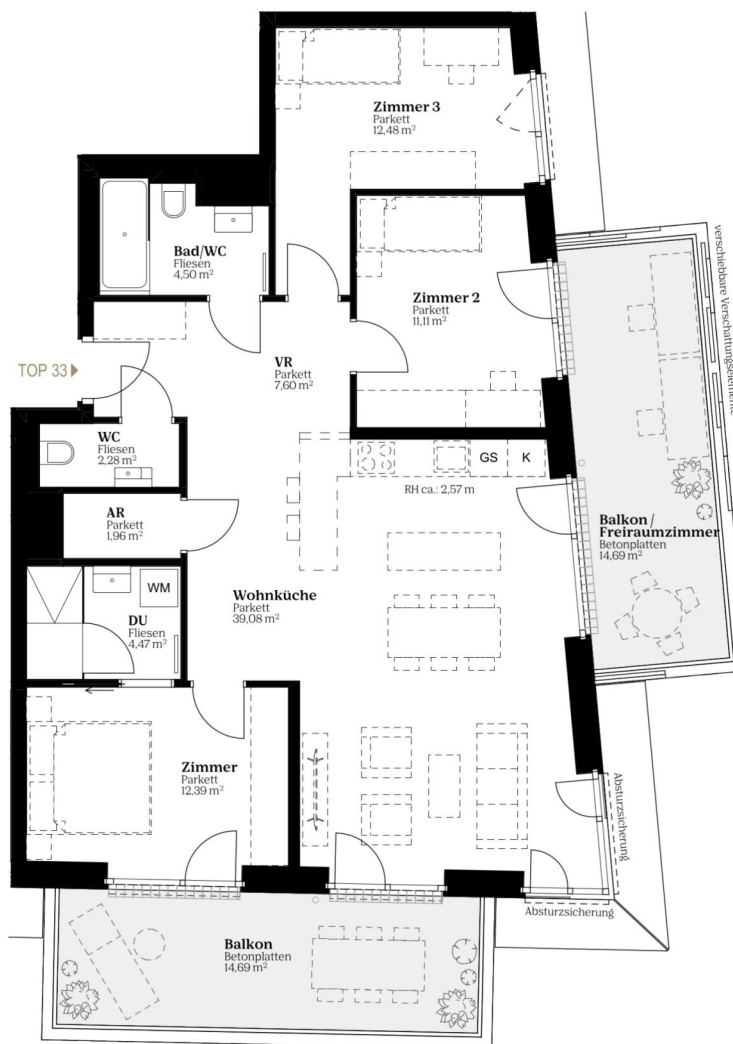 Zimmer 3
Parkett
12,48 m²
Bad/WC
Fliesen
4,50 m²
Zimmer 2
Parkett
11,11 m²
verschiebbare Verschattungselemente
TOP 33
VR
Parkett
7,60 m²
WC
Fliesen
2,28 m²
GS
K
RH ca.: 2,57 m
AR
Parkett
1,96 m²
Balkon/
Freiraumzimmer
Betonplatten
14,69 m²
WM
DU
Fliesen
4,47 m²
Wohnküche
Parkett
39,08 m²
Zimmer
Parkett
12,39 m²
Absturzsicherung
Absturzsicherung
Balkon
Betonplatten
14,69 m²